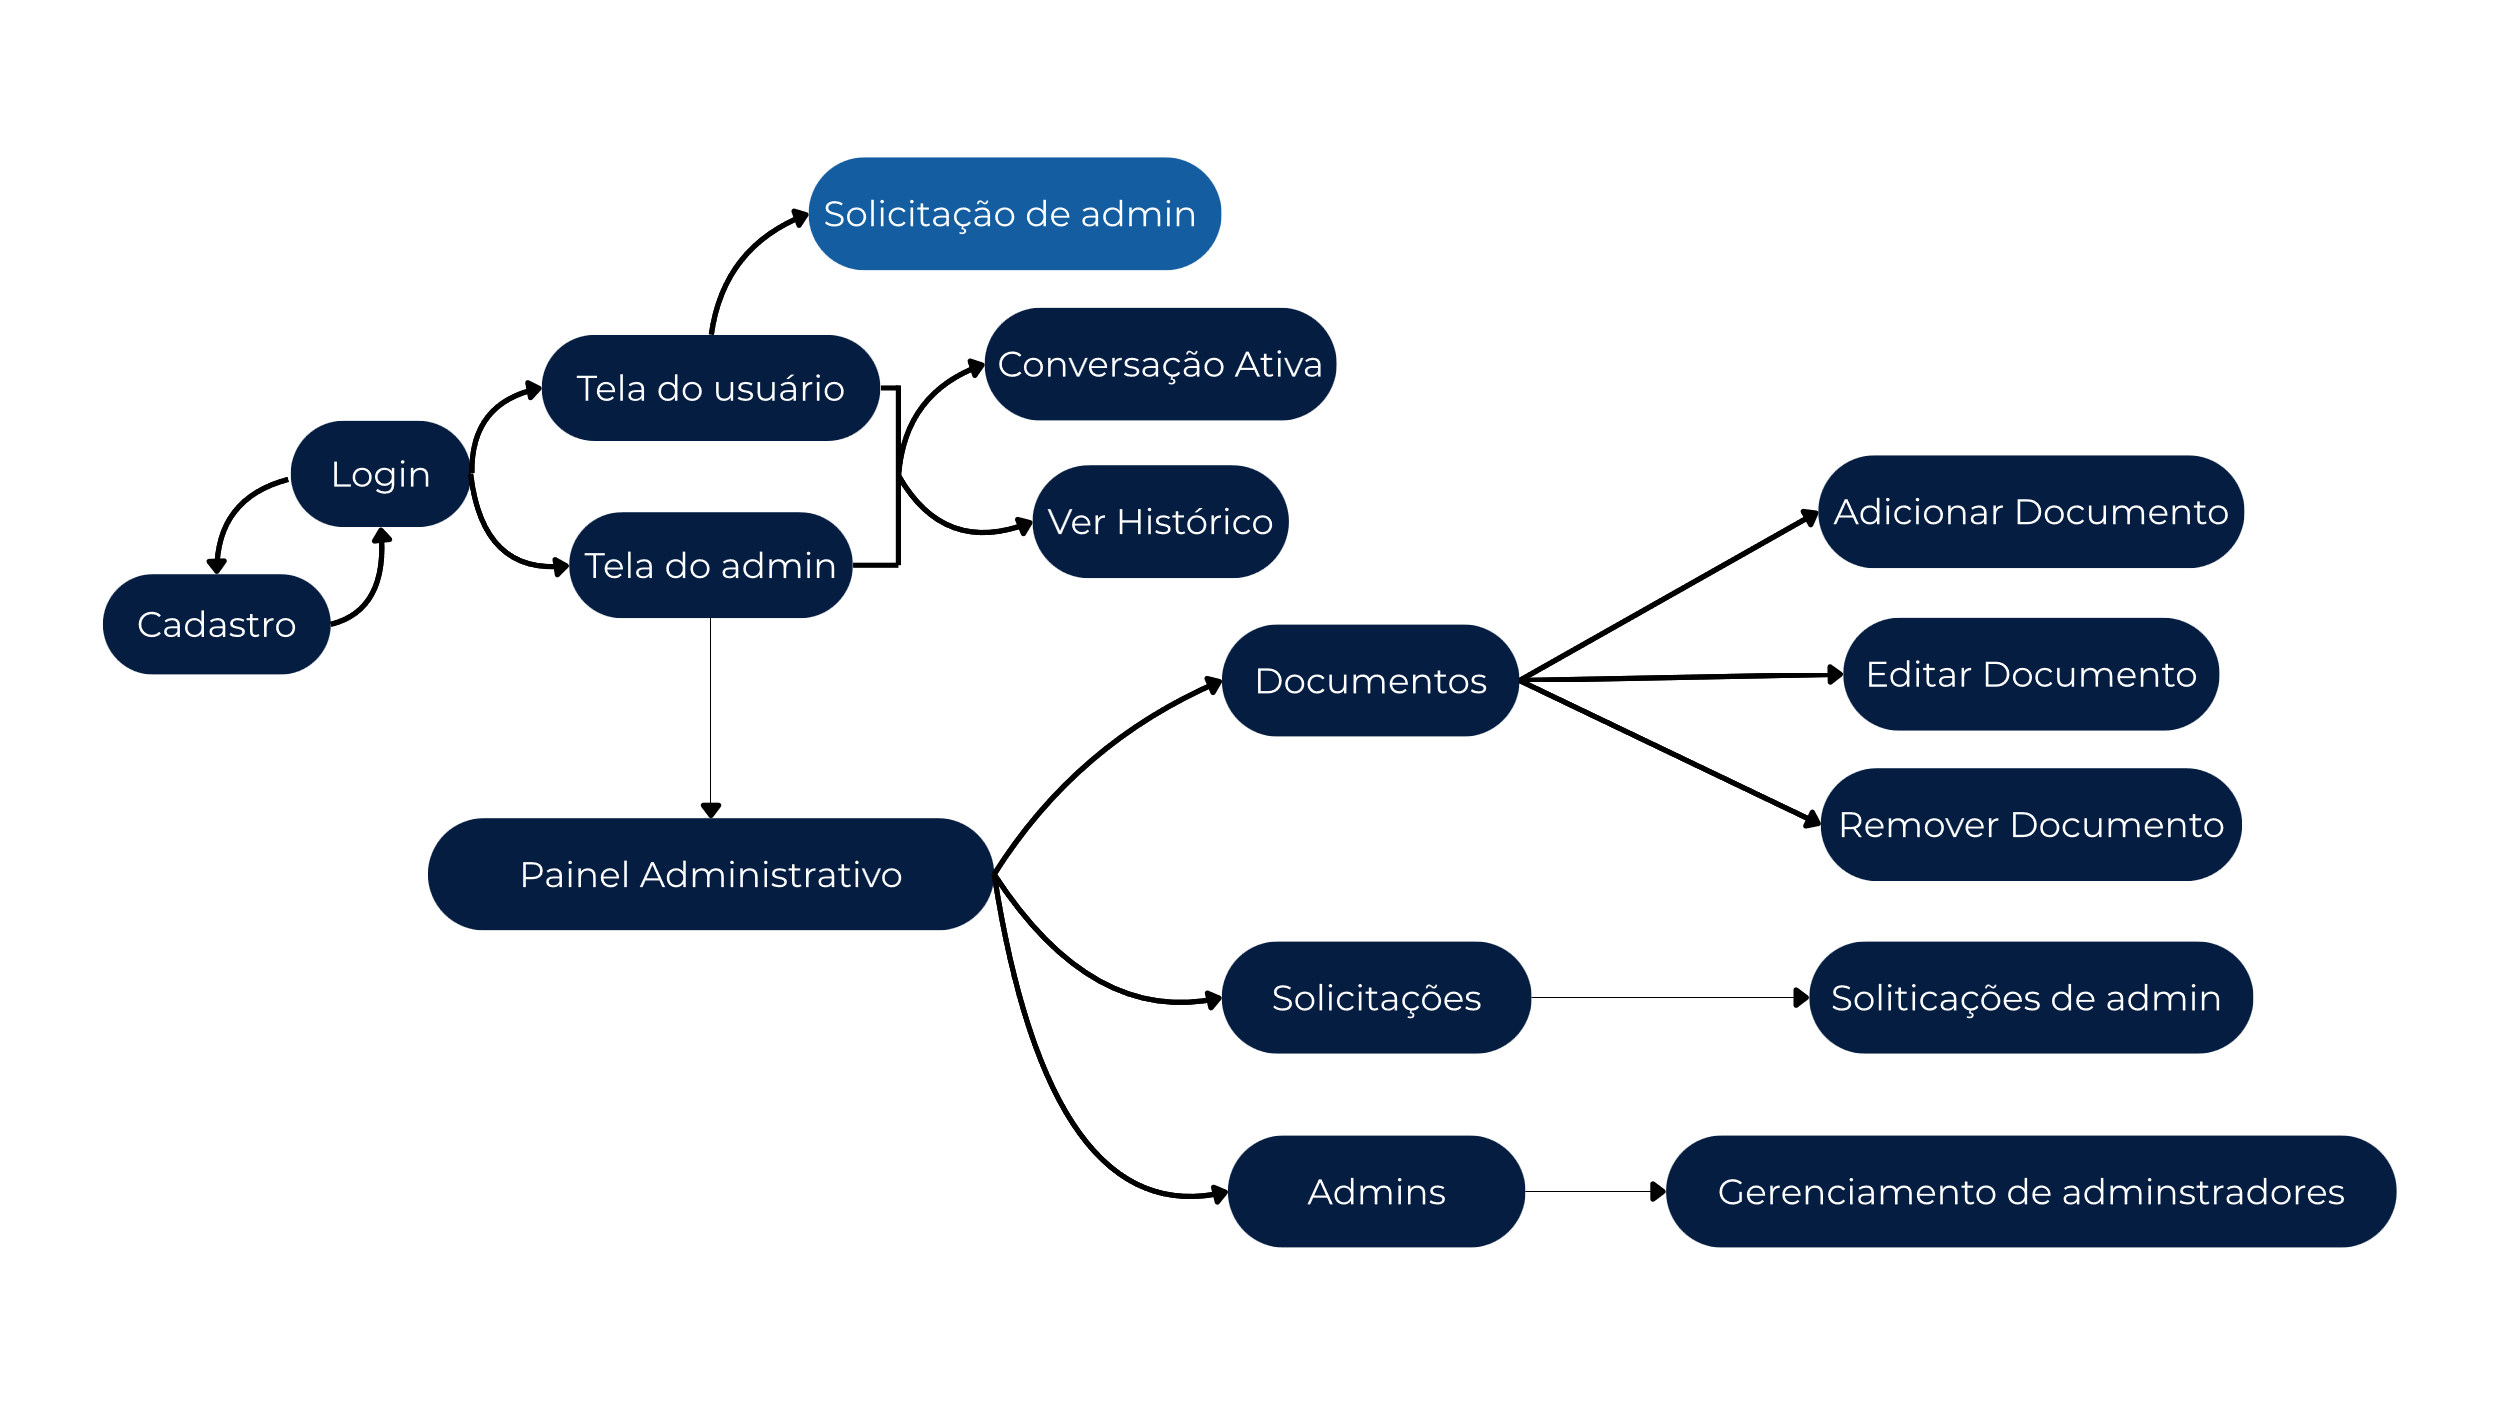 Solicitação de admin
Conversação Ativa
Tela do usuário
Login
Ver Histórico
Adicionar Documento
Tela do admin
Cadastro
Documentos
Editar Documento
Remover Documento
Painel Administrativo
Solicitações
Soliticações de admin
Admins
Gerenciamento de adminstradores